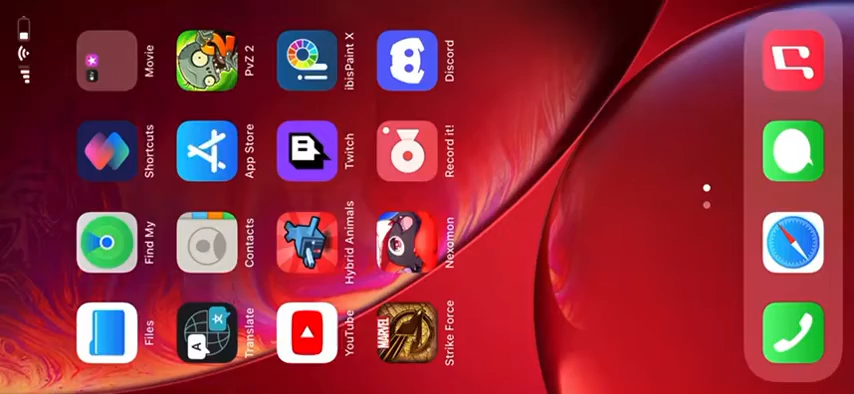 Files
Find My
Shortcuts
Movie
Translate
Contacts
App Store
PvZ 2
YouTube
Hybrid Animals
Twitch
ibisPaint X
MARVEL
Strike Force
Nexomon
Record it!
Discord